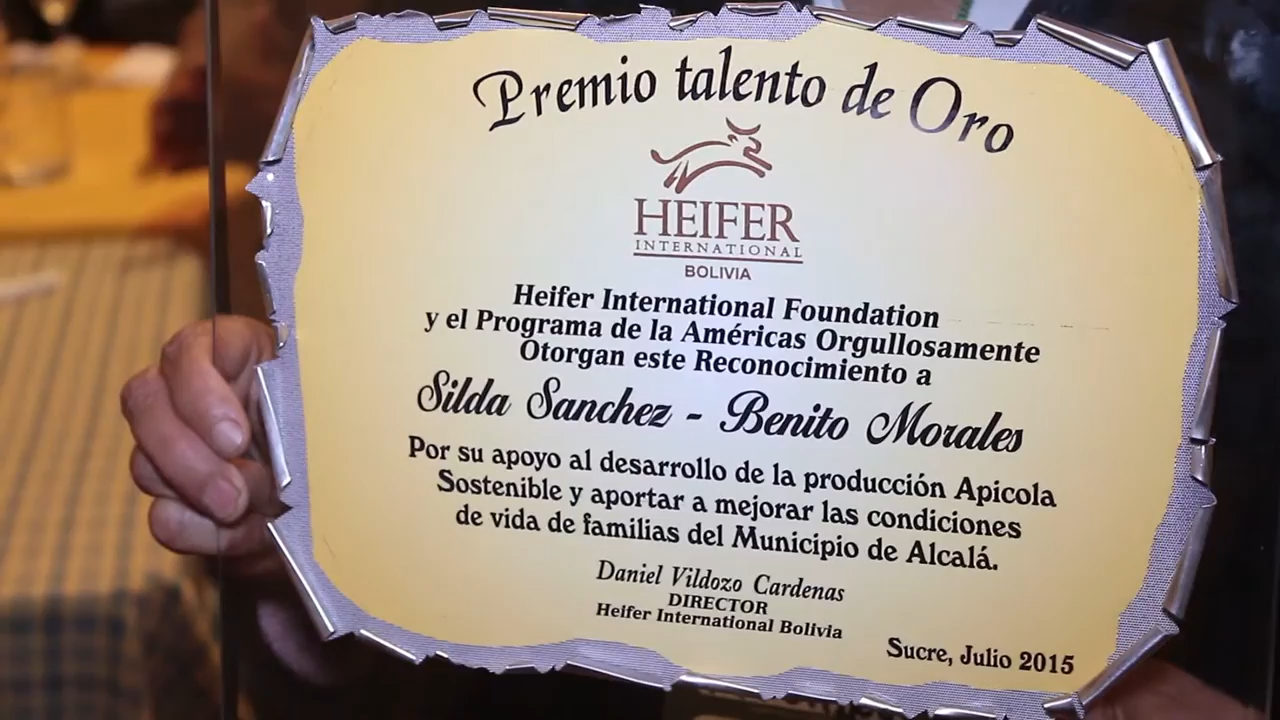 Premio talento de Oro
HEIFER
INTERNATIONAL
BOLIVIA
Heifer International Foundation
y el Programa de la Américas Orgullosamente
Otorgan este Reconocimiento a
Silda Sanchez - Benito Morales
Por su apoyo al desarrollo de la producción Apicola
Sostenible y aportar a mejorar las condiciones
de vida de familias del Municipio de Alcalá.
Daniel Vildozo Cardenas
DIRECTOR
Heifer International Bolivia
Sucre, Julio 2015